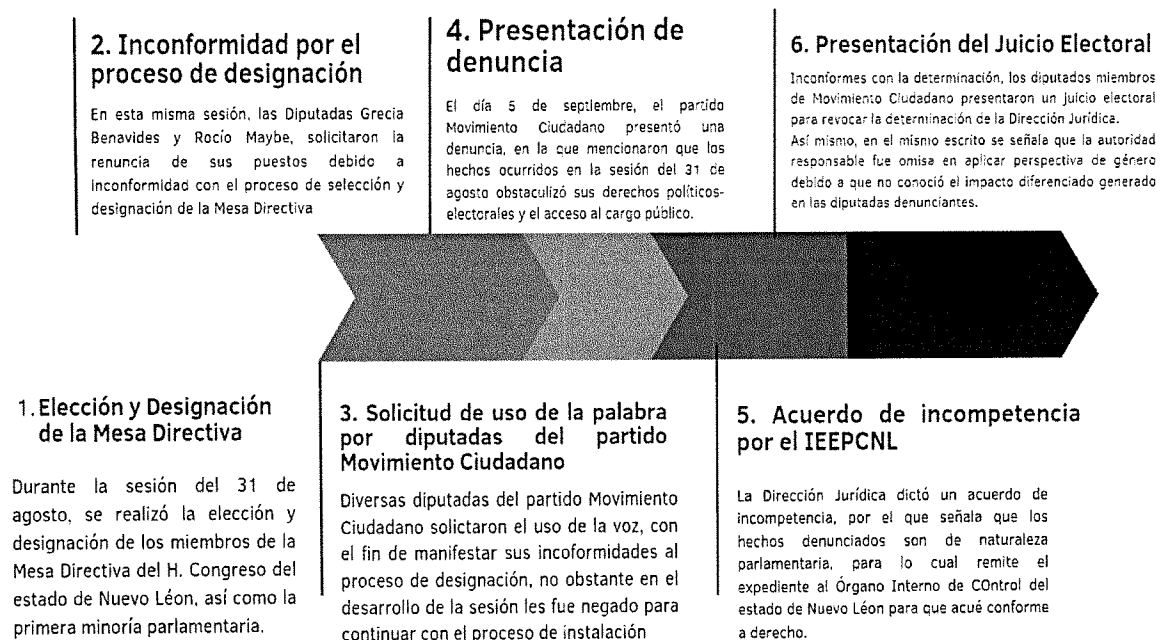 1. Elección y Designación
de la Mesa Directiva
Durante la sesión del 31 de
agosto, se realizó la elección y
designación de los miembros de la
Mesa Directiva del H. Congreso del
estado de Nuevo Léon, así como la
primera minoría parlamentaria.
2. Inconformidad por el
proceso de designación
En esta misma sesión, las Diputadas Grecia
Benavides y Rocío Maybe, solicitaron la
renuncia de sus puestos debido a
inconformidad con el proceso de selección y
designación de la Mesa Directiva
3. Solicitud de uso de la palabra
por diputadas del partido
Movimiento Ciudadano
Diversas diputadas del partido Movimiento
Ciudadano solictaron el uso de la voz, con
el fin de manifestar sus incoformidades al
proceso de designación, no obstante en el
desarrollo de la sesión les fue negado para
continuar con el proceso de instalación
4. Presentación de
denuncia
El día 5 de septiembre, el partido
Movimiento Ciudadano presentó una
denuncia, en la que mencionaron que los
hechos ocurridos en la sesión del 31 de
agosto obstaculizó sus derechos políticos-
electorales y el acceso al cargo público.
5. Acuerdo de incompetencia
por el IEEPCNL
La Dirección Jurídica dictó un acuerdo de
incompetencia, por el que señala que los
hechos denunciados son de naturaleza
parlamentaria, para lo cual remite el
expediente al Órgano Interno de COntrol del
estado de Nuevo Léon para que acué conforme
a derecho.
6. Presentación del Juicio Electoral
Inconformes con la determinación, los diputados miembros
de Movimiento Ciudadano presentaron un juicio electoral
para revocar la determinación de la Dirección Jurídica.
Así mismo, en el mismo escrito se señala que la autoridad
responsable fue omisa en aplicar perspectiva de género
debido a que no conoció el impacto diferenciado generado
en las diputadas denunciantes.